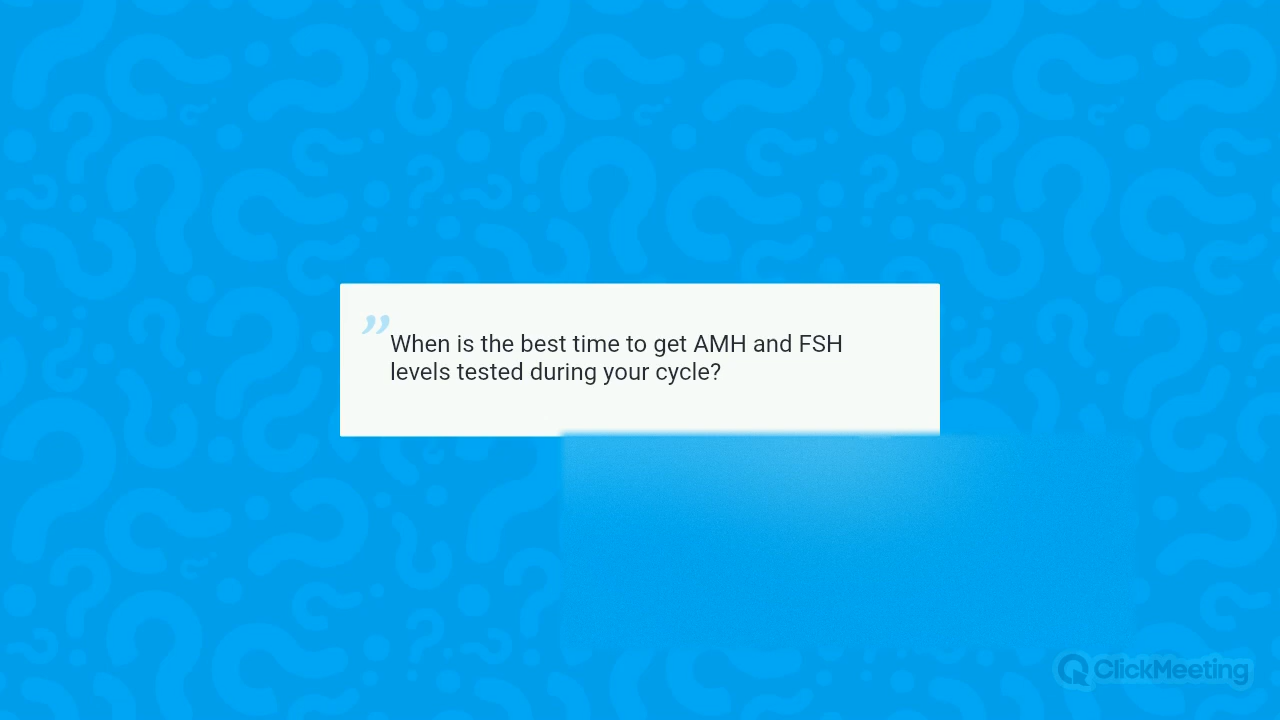 ” When is the best time to get AMH and FSH
levels tested during your cycle?
ClickMeeting